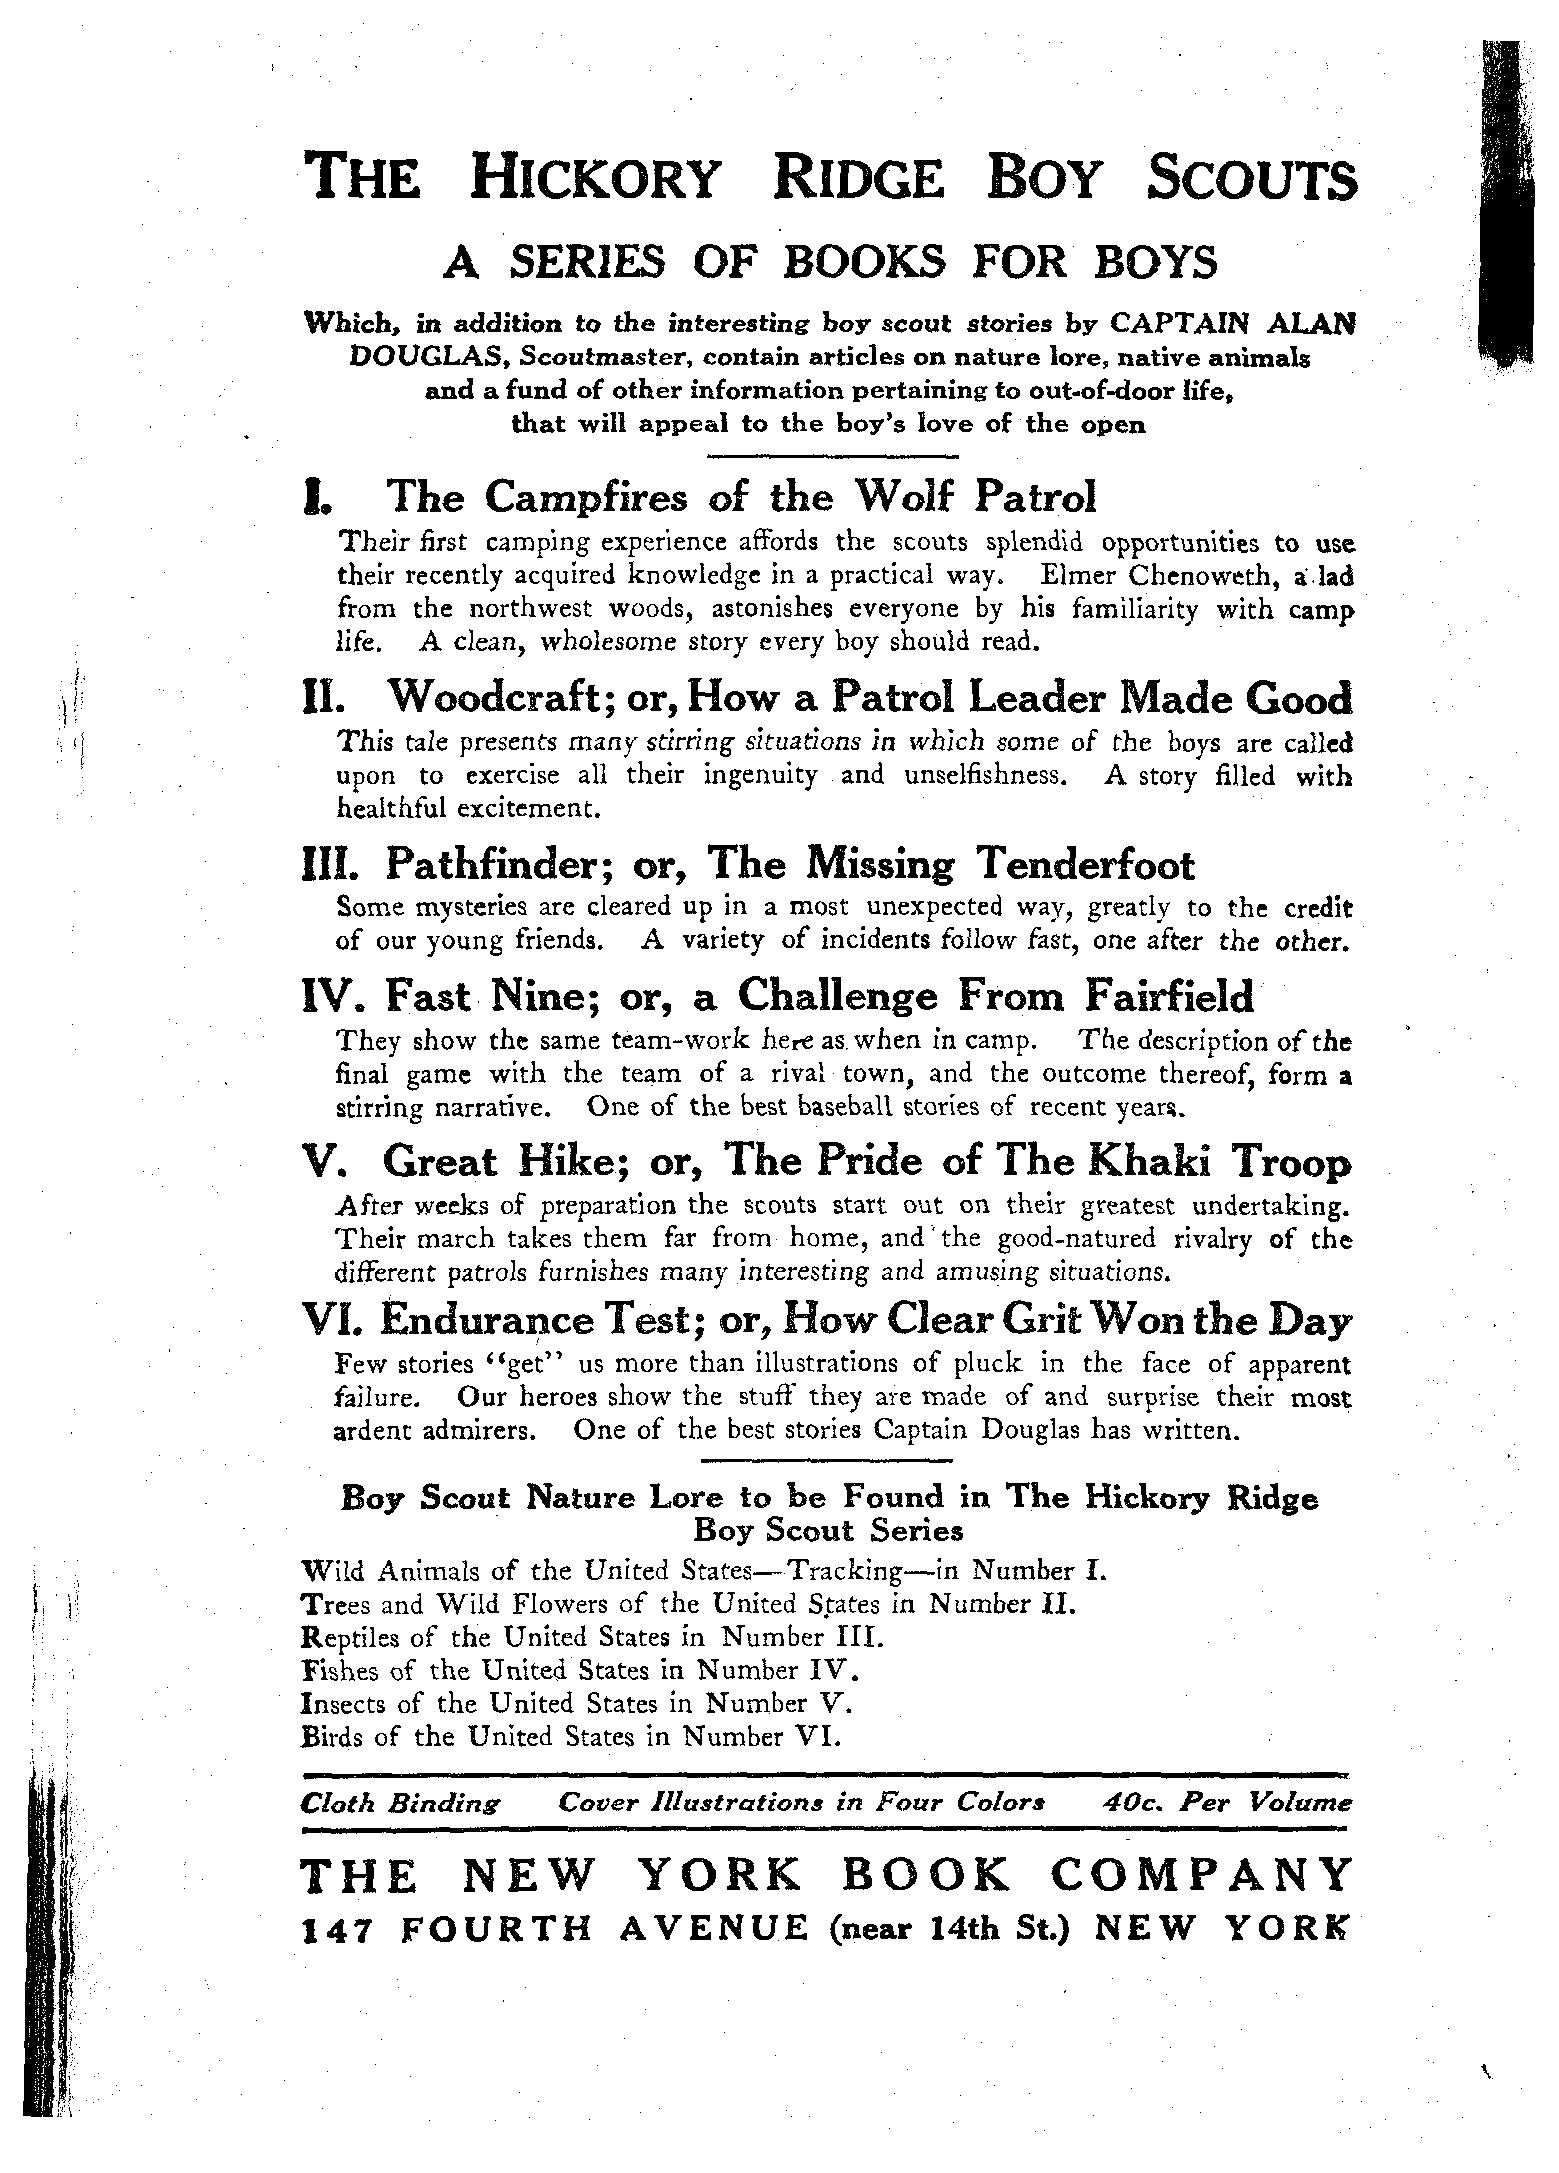 THE HICKORY RIDGE BOY SCOUTS
A SERIES OF BOOKS FOR BOYS
Which, in addition to the interesting boy scout stories by CAPTAIN ALAN
DOUGLAS, Scoutmaster, contain articles on nature lore, native animals
and a fund of other information pertaining to out-of-door life,
that will appeal to the boy's love of the open
I. The Campfires of the Wolf Patrol
Their first camping experience affords the scouts splendid opportunities to use
their recently acquired knowledge in a practical way. Elmer Chenoweth, a lad
from the northwest woods, astonishes everyone by his familiarity with camp
life. A clean, wholesome story every boy should read.
II. Woodcraft; or, How a Patrol Leader Made Good
This tale presents many stirring situations in which some of the boys are called
upon to exercise all their ingenuity and unselfishness. A story filled with
healthful excitement.
III. Pathfinder; or, The Missing Tenderfoot
Some mysteries are cleared up in a most unexpected way, greatly to the credit
of our young friends. A variety of incidents follow fast, one after the other.
IV. Fast Nine; or, a Challenge From Fairfield
They show the same team-work here as when in camp. The description of the
final game with the team of a rival town, and the outcome thereof, form a
stirring narrative. One of the best baseball stories of recent years.
V. Great Hike; or, The Pride of The Khaki Troop
After weeks of preparation the scouts start out on their greatest undertaking.
Their march takes them far from home, and the good-natured rivalry of the
different patrols furnishes many interesting and amusing situations.
VI. Endurance Test; or, How Clear Grit Won the Day
Few stories "get" us more than illustrations of pluck in the face of apparent
failure. Our heroes show the stuff they are made of and surprise their most
ardent admirers. One of the best stories Captain Douglas has written.
Boy Scout Nature Lore to be Found in The Hickory Ridge
Boy Scout Series
Wild Animals of the United States—Tracking—in Number I.
Trees and Wild Flowers of the United States in Number II.
Reptiles of the United States in Number III.
Fishes of the United States in Number IV.
Insects of the United States in Number V.
Birds of the United States in Number VI.
Cloth Binding Cover Illustrations in Four Colors 40c. Per Volume
THE NEW YORK BOOK COMPANY
147 FOURTH AVENUE (near 14th St.) NEW YORK